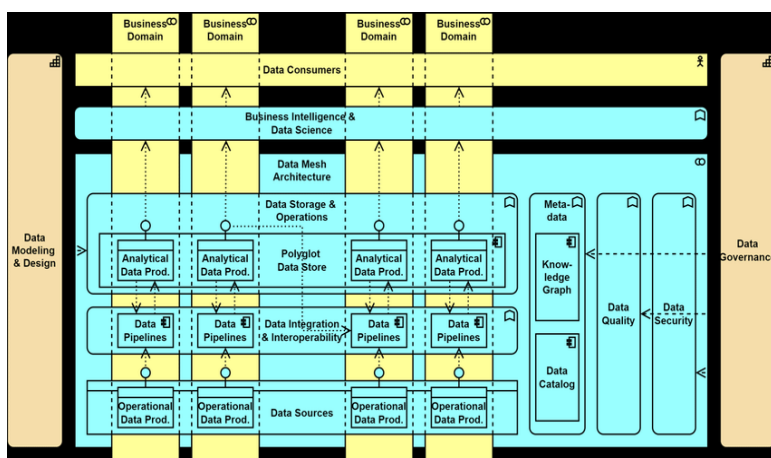 Business
Domain
Business
Domain
Business
Domain
Business
Domain
Data Consumers
Business Intelligence &
Data Science
Data Mesh
Architecture
Data Storage &
Operations
Meta-
data
Data
Modeling
& Design
Analytical
Data Prod.
Analytical
Data Prod.
Polyglot
Data Store
Analytical
Data Prod.
Analytical
Data Prod.
Know-
ledge
Graph
Data
Quality
Data
Security
Data
Governance
Data
Pipelines
Data
Pipelines
Data Integration
& Interoperability
Data
Pipelines
Data
Pipelines
Data
Catalog
Operational
Data Prod.
Operational
Data Prod.
Data Sources
Operational
Data Prod.
Operational
Data Prod.